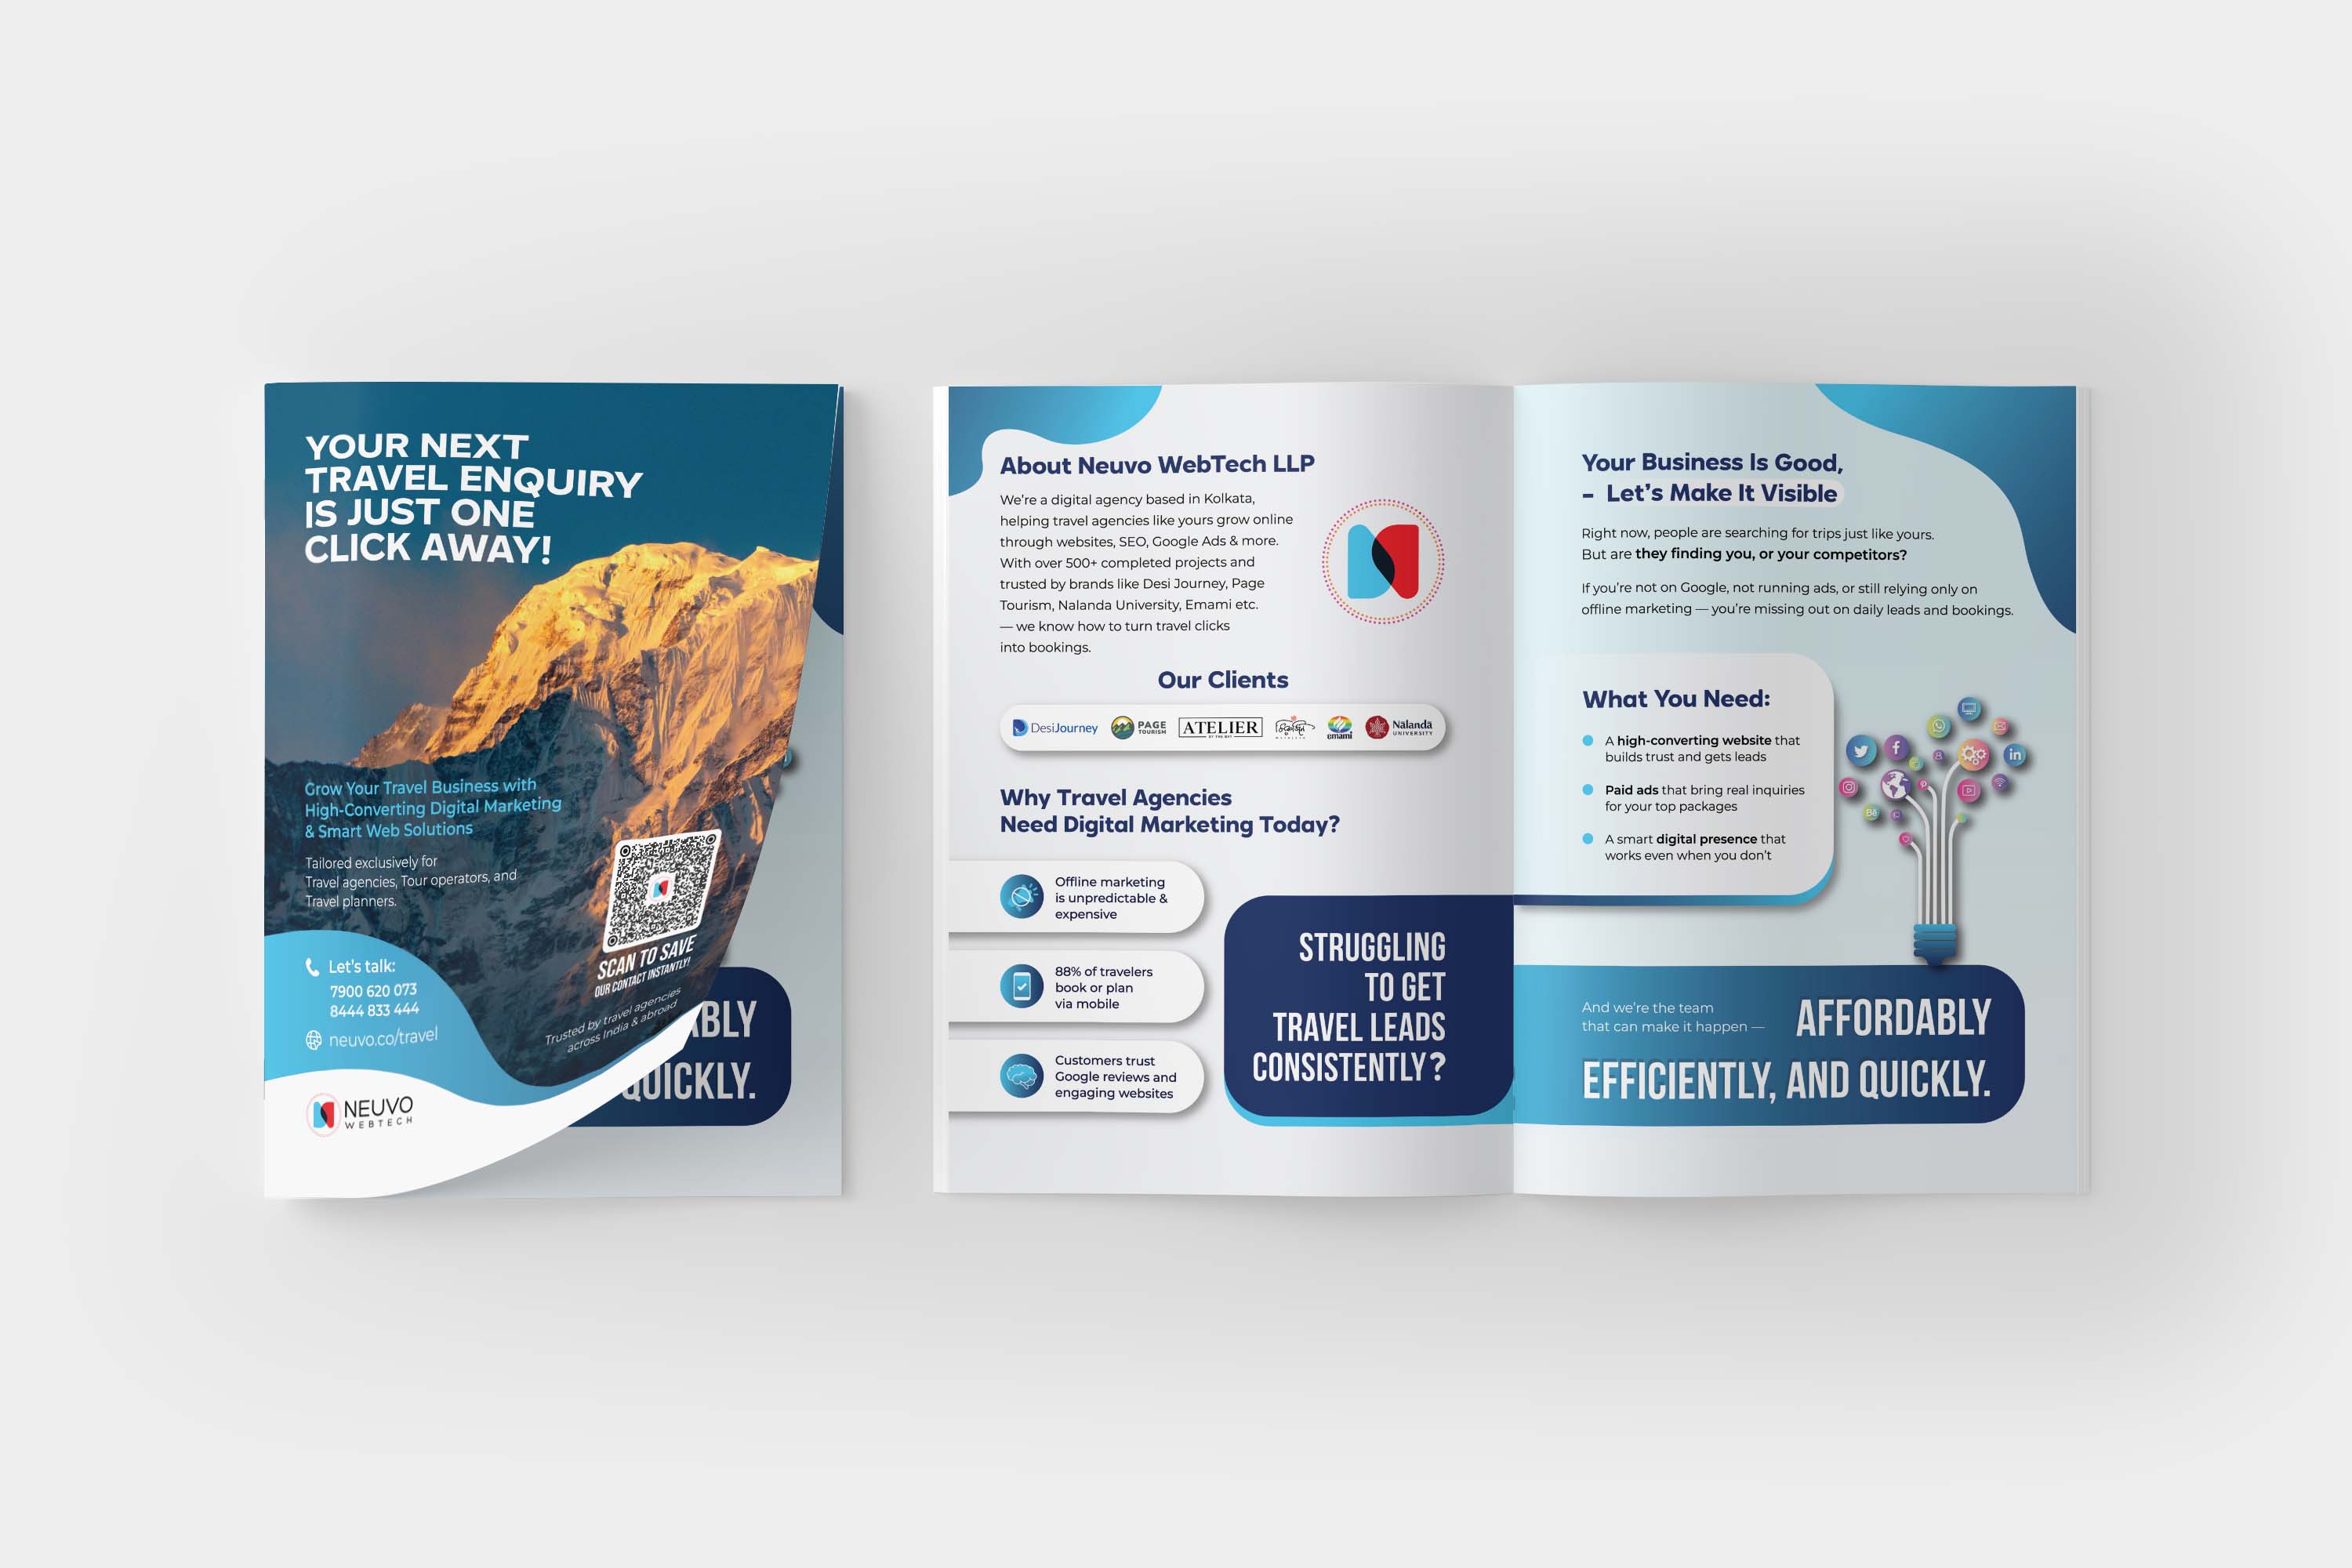 YOUR NEXT
TRAVEL ENQUIRY
IS JUST ONE
CLICK AWAY!
Grow Your Travel Business with
High-Converting Digital Marketing
& Smart Web Solutions
Tailored exclusively for
Travel agencies, Tour operators, and
Travel planners.
SCAN TO SAVE
OUR CONTACT INSTANTLY!
Trusted by travel agencies
across India & abroad
Let's talk:
7900 620 073
8444 833 444
neuvo.co/travel
NEUVO
WEBTECH
ABLY
QUICKLY.
About Neuvo WebTech LLP
We're a digital agency based in Kolkata,
helping travel agencies like yours grow online
through websites, SEO, Google Ads & more.
With over 500+ completed projects and
trusted by brands like Desi Journey, Page
Tourism, Nalanda University, Emami etc.
— we know how to turn travel clicks
into bookings.
Our Clients
DesiJourney
PAGE
TOURISM
ATELIER
emami
Nālandā
UNIVERSITY
Why Travel Agencies
Need Digital Marketing Today?
Offline marketing
is unpredictable &
expensive
88% of travelers
book or plan
via mobile
Customers trust
Google reviews and
engaging websites
STRUGGLING
TO GET
TRAVEL LEADS
CONSISTENTLY?
Your Business Is Good,
– Let's Make It Visible
Right now, people are searching for trips just like yours.
But are they finding you, or your competitors?
If you're not on Google, not running ads, or still relying only on
offline marketing — you're missing out on daily leads and bookings.
What You Need:
A high-converting website that
builds trust and gets leads
Paid ads that bring real inquiries
for your top packages
A smart digital presence that
works even when you don't
And we're the team
that can make it happen —
AFFORDABLY
EFFICIENTLY, AND QUICKLY.